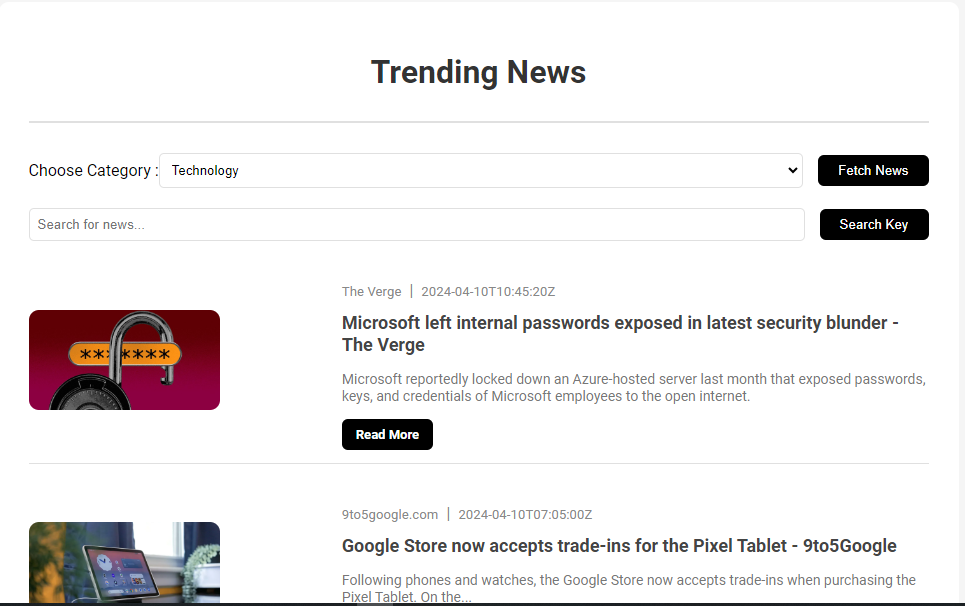 Trending News
Choose Category : Technology Fetch News
Search for news... Search Key
The Verge | 2024-04-10T10:45:20Z
Microsoft left internal passwords exposed in latest security blunder -
The Verge
Microsoft reportedly locked down an Azure-hosted server last month that exposed passwords,
keys, and credentials of Microsoft employees to the open internet.
Read More
9to5google.com | 2024-04-10T07:05:00Z
Google Store now accepts trade-ins for the Pixel Tablet - 9to5Google
Following phones and watches, the Google Store now accepts trade-ins when purchasing the
Pixel Tablet. On the...